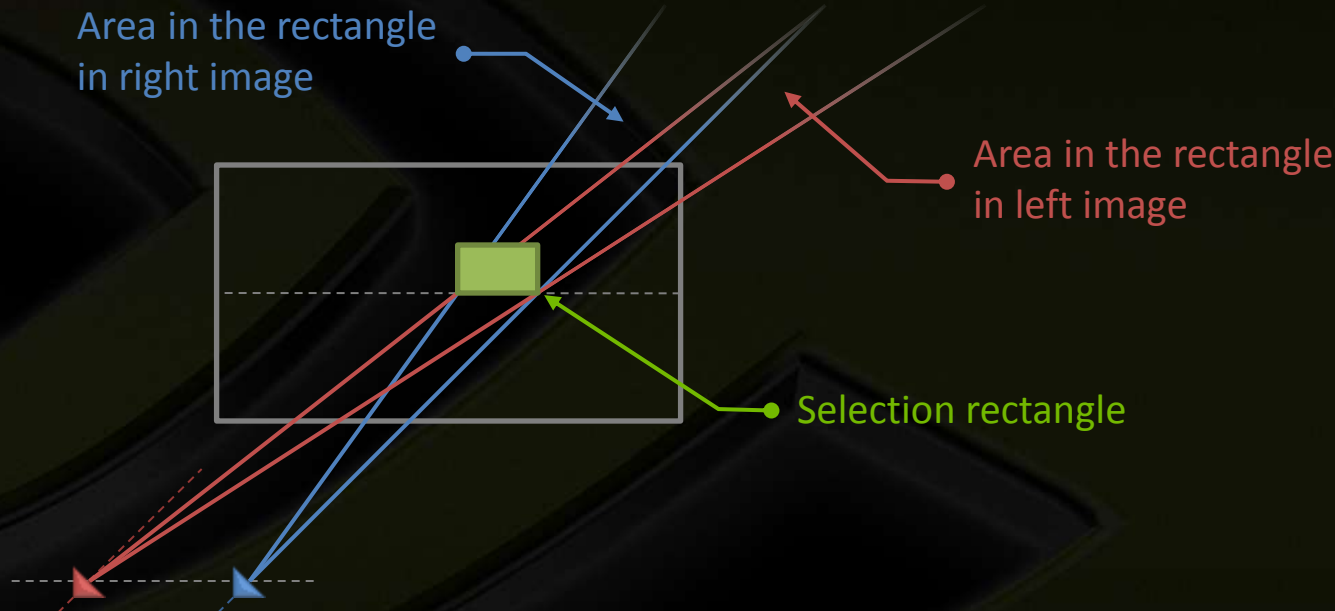 Area in the rectangle
in right image
Area in the rectangle
in left image
Selection rectangle